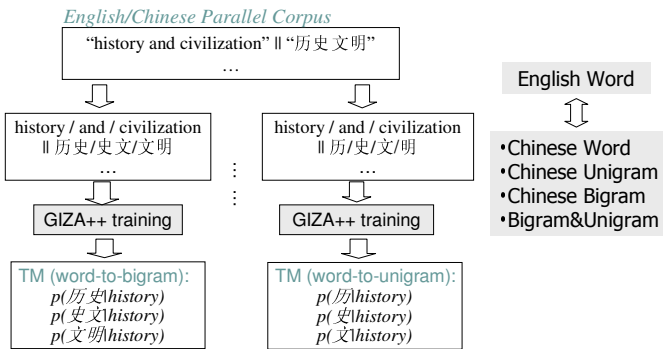 English/Chinese Parallel Corpus
“history and civilization” || “历史文明”
…
history / and / civilization
|| 历史/史文/文明
…
GIZA++ training
TM (word-to-bigram):
p(历史|history)
p(史文|history)
p(文明|history)
history / and / civilization
|| 历/史/文/明
…
GIZA++ training
TM (word-to-unigram):
p(历|history)
p(史|history)
p(文|history)
English Word
•Chinese Word
•Chinese Unigram
•Chinese Bigram
•Bigram&Unigram